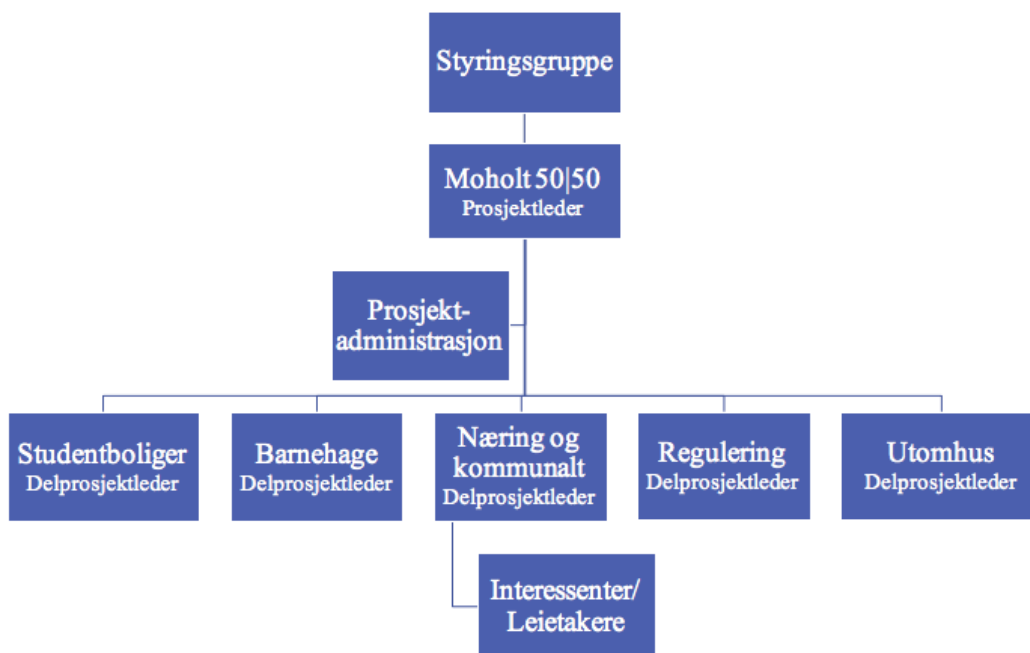 Styringsgruppe
Moholt 50|50
Prosjektleder
Prosjekt-
administrasjon
Studentboliger
Delprosjektleder
Barnehage
Delprosjektleder
Næring og
kommunalt
Delprosjektleder
Regulering
Delprosjektleder
Utomhus
Delprosjektleder
Interessenter/
Leietakere